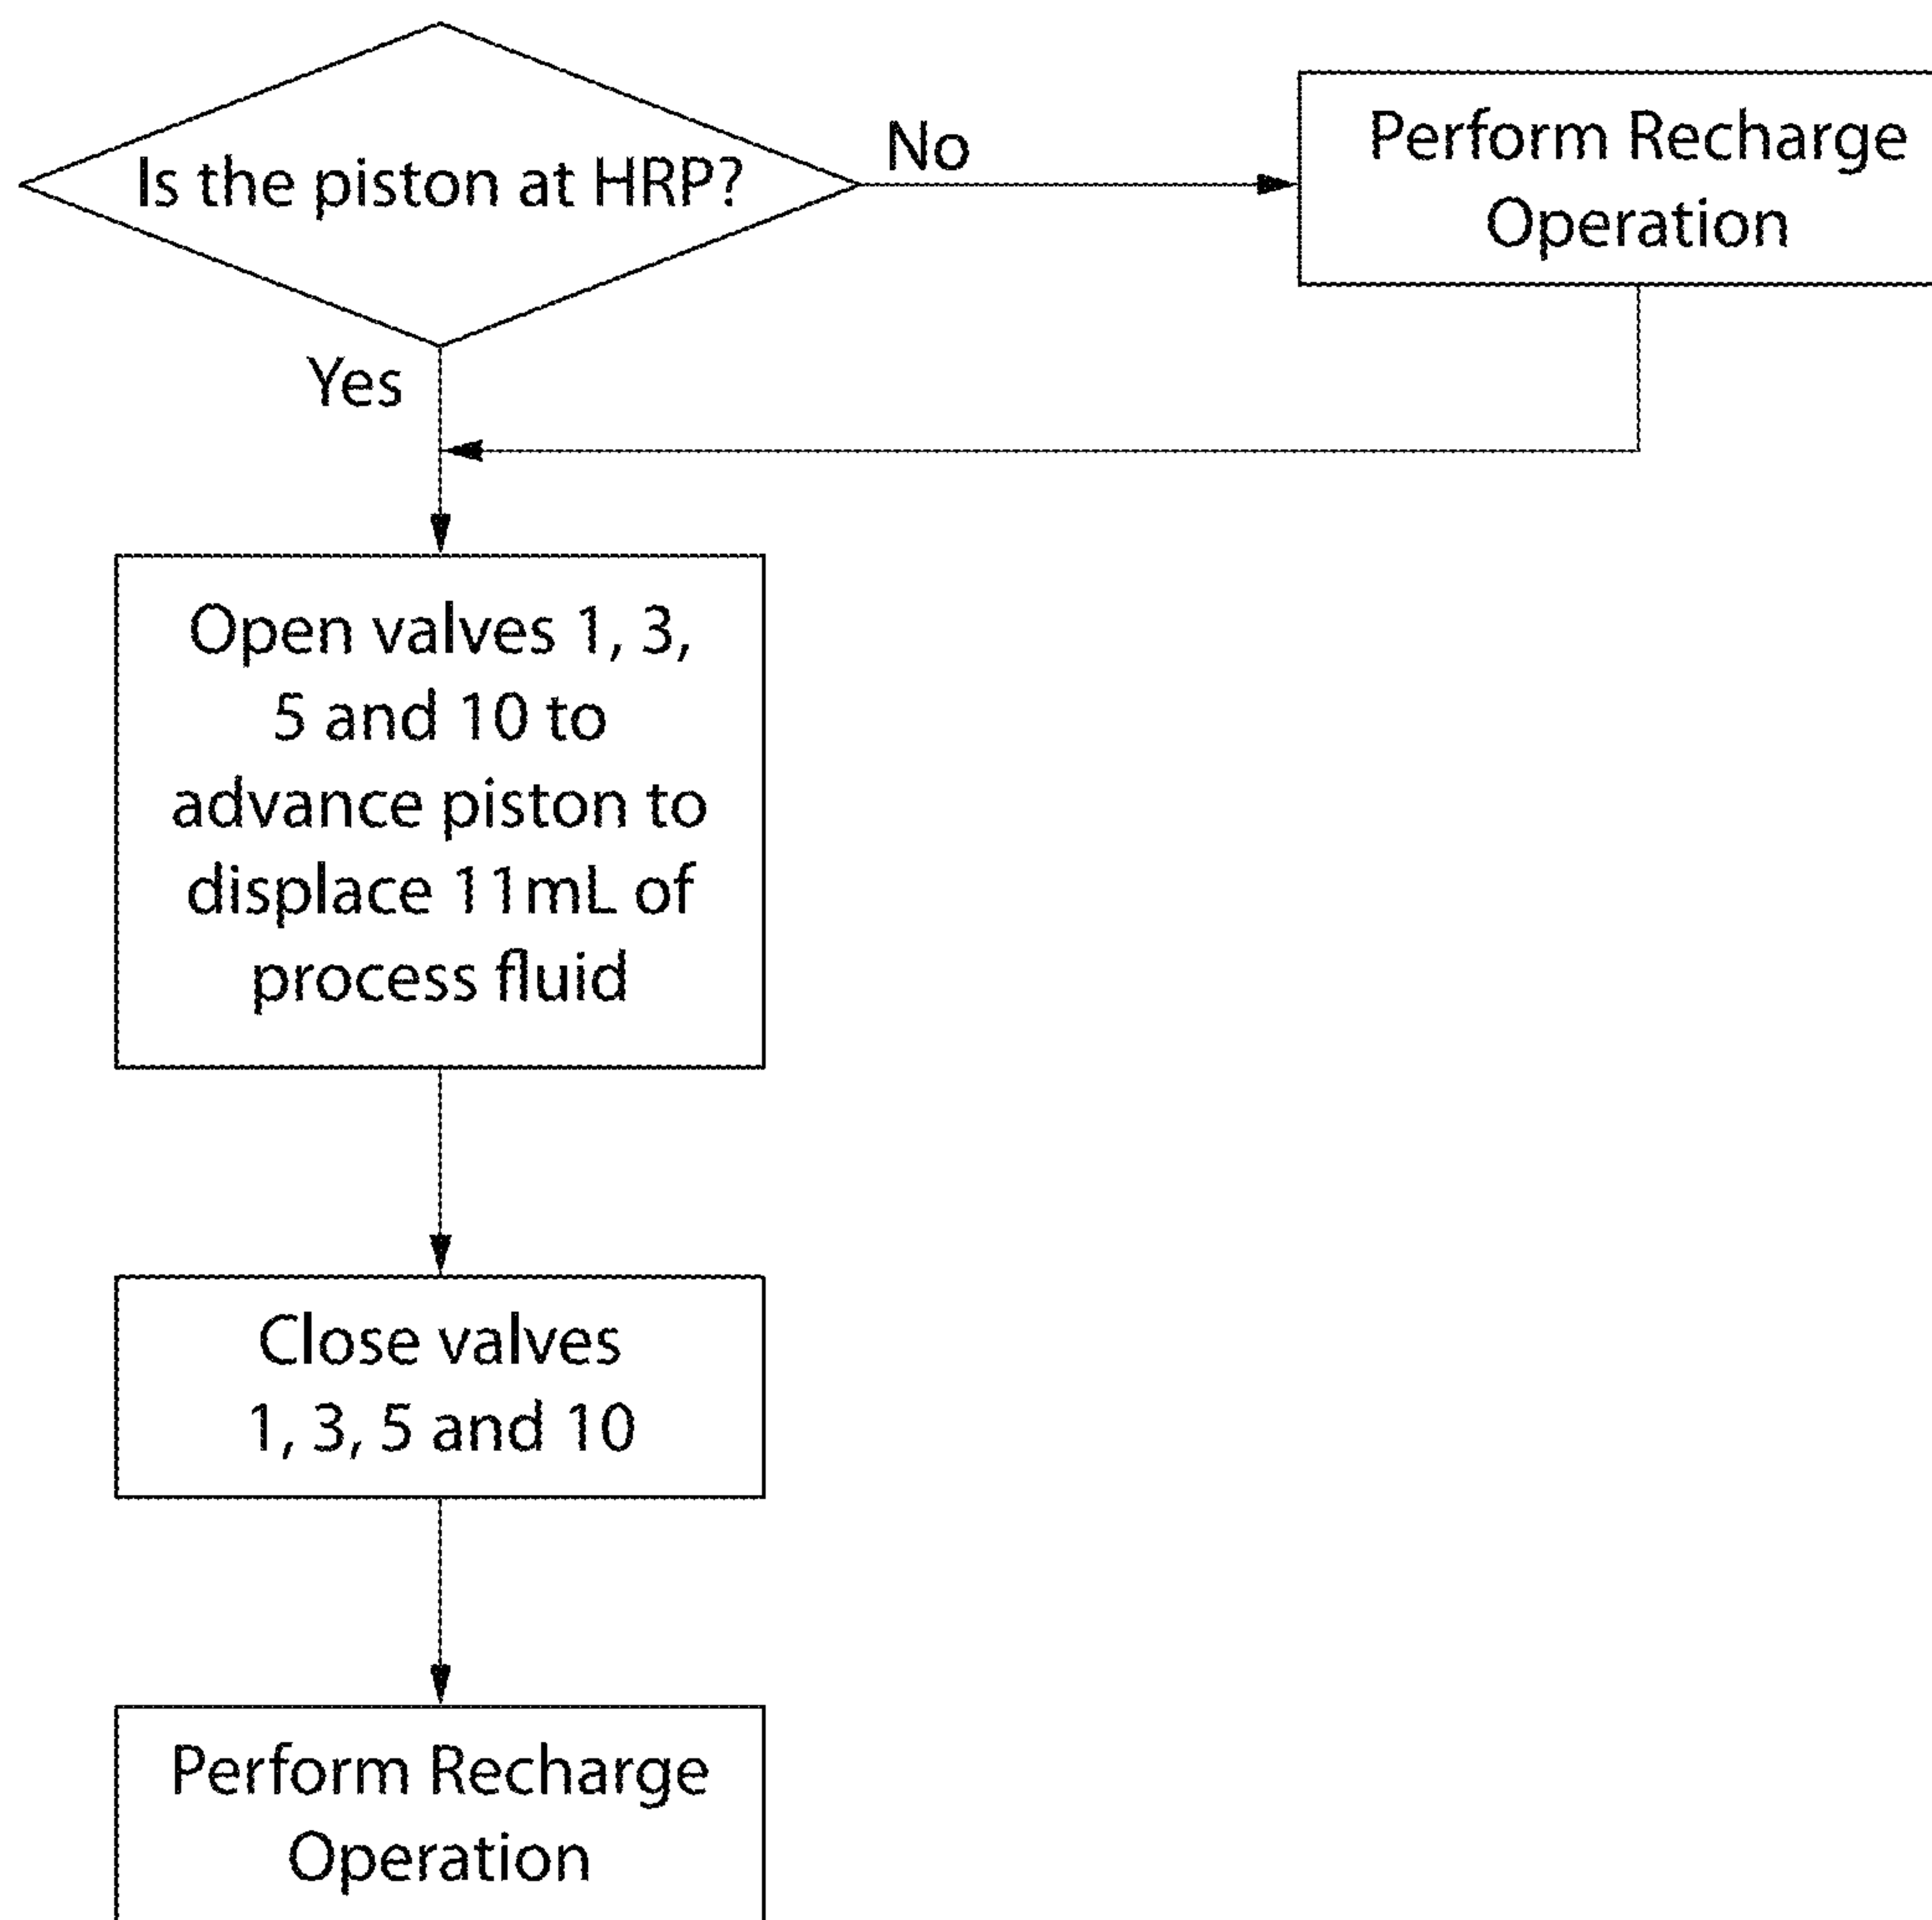 Is the piston at HRP?
No
Perform Recharge
Operation
Yes
Open valves 1, 3,
5 and 10 to
advance piston to
displace 11mL of
process fluid
Close valves
1, 3, 5 and 10
Perform Recharge
Operation